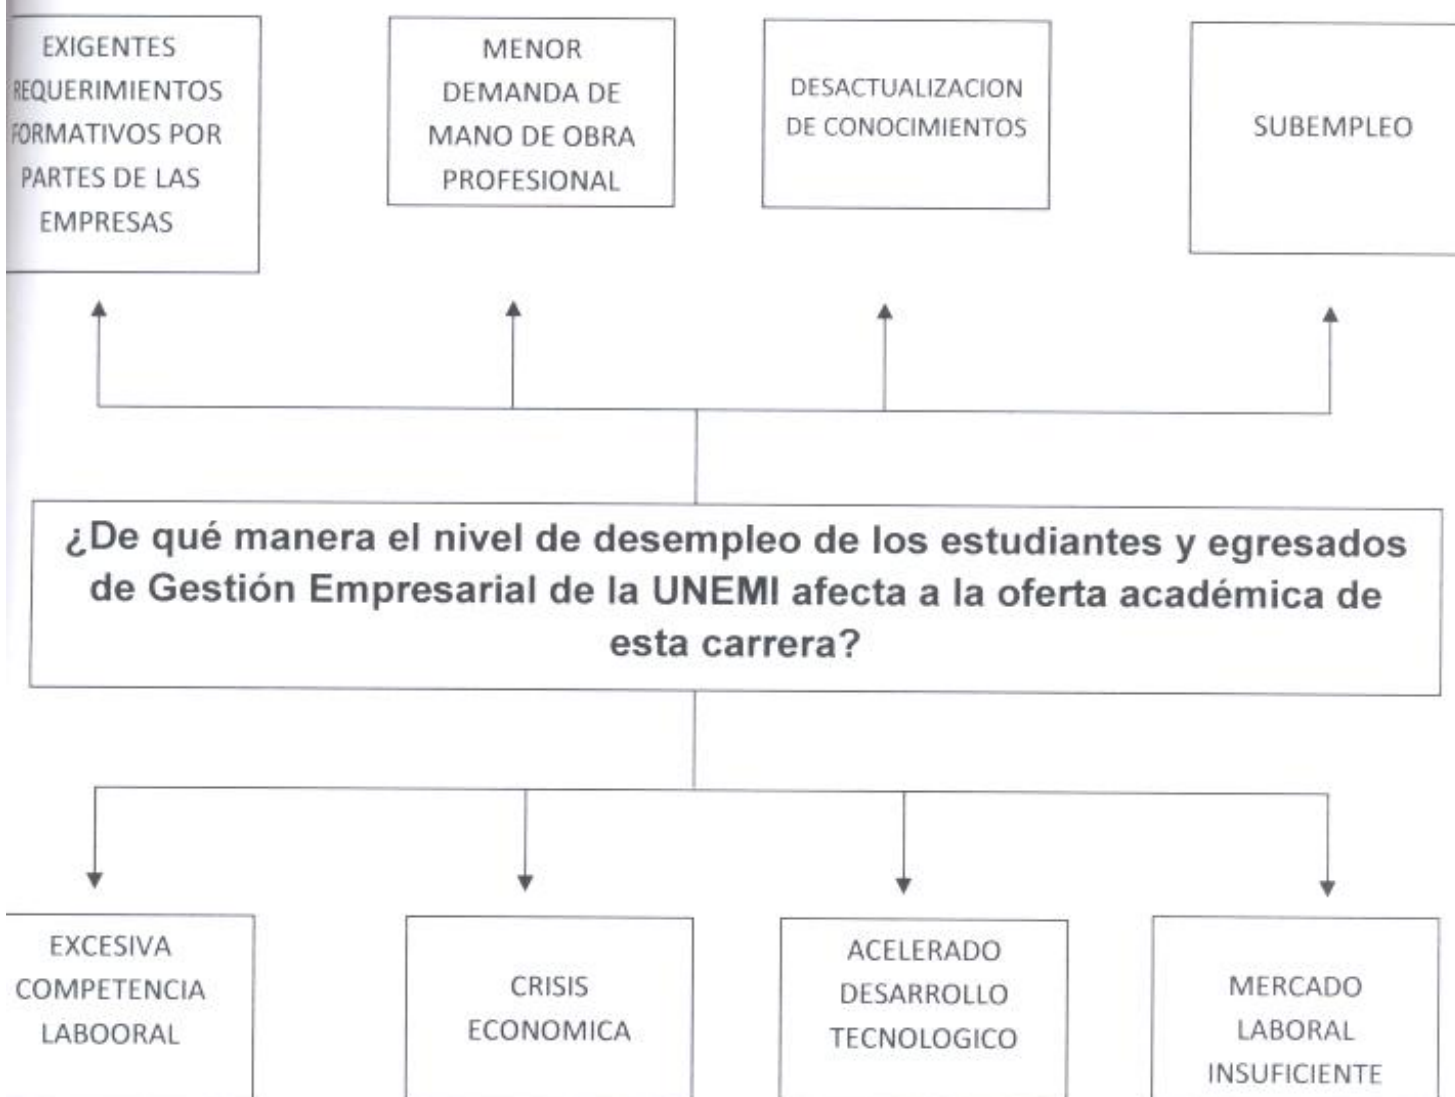 EXIGENTES
REQUERIMIENTOS
FORMATIVOS POR
PARTES DE LAS
EMPRESAS
MENOR
DEMANDA DE
MANO DE OBRA
PROFESIONAL
DESACTUALIZACION
DE CONOCIMIENTOS
SUBEMPLEO
¿De qué manera el nivel de desempleo de los estudiantes y egresados
de Gestión Empresarial de la UNEMI afecta a la oferta académica de
esta carrera?
EXCESIVA
COMPETENCIA
LABOORAL
CRISIS
ECONOMICA
ACELERADO
DESARROLLO
TECNOLOGICO
MERCADO
LABORAL
INSUFICIENTE